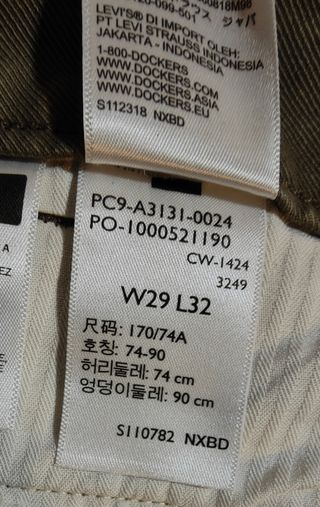 LEVI'S® DI IMPORT OLEH:
PT LEVI STRAUSS INDONESIA
JAKARTA - INDONESIA
1-800-DOCKERS
WWW.DOCKERS.COM
WWW.DOCKERS.ASIA
WWW.DOCKERS.EU
S112318 NXBD
PC9-A3131-0024
PO-1000521190
CW-1424
3249
W29 L32
尺码: 170/74A
호칭: 74-90
허리둘레: 74 cm
엉덩이둘레: 90 cm
S110782 NXBD